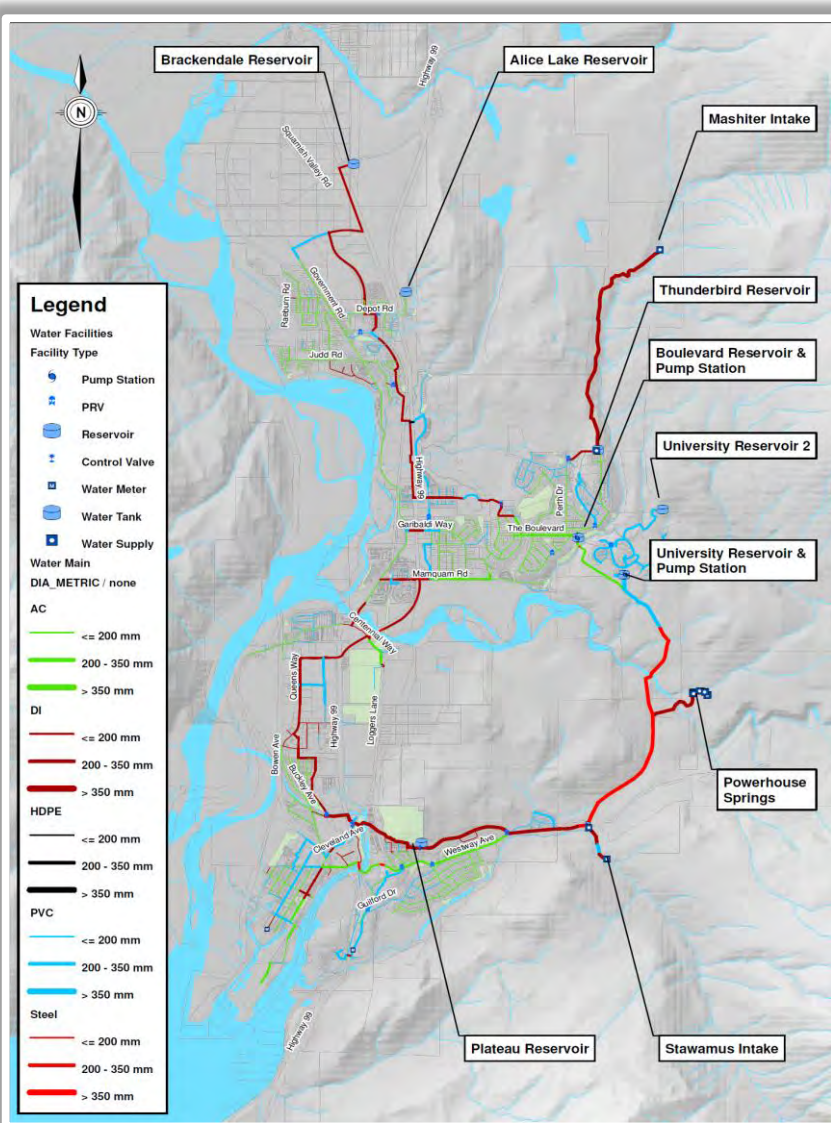 Brackendale Reservoir
Alice Lake Reservoir
Highway 99
Mashiter Intake
N
Squamish Valley Rd
Thunderbird Reservoir
Government Rd
Raeburn Rd
Depot Rd
Judd Rd
Boulevard Reservoir &
Pump Station
University Reservoir 2
Highway 99
Perth Dr
Garibaldi Way
The Boulevard
University Reservoir &
Pump Station
Mamquam Rd
Centennial Way
Queens Way
Highway 99
Loggers Lane
Bowen Ave
Buckley Ave
Powerhouse
Springs
Cleveland Ave
Westway Ave
Guilford Dr
Highway 99
Plateau Reservoir
Stawamus Intake
Legend
Water Facilities
Facility Type
Pump Station
PRV
Reservoir
Control Valve
Water Meter
Water Tank
Water Supply
Water Main
DIA_METRIC / none
AC
<= 200 mm
200 - 350 mm
> 350 mm
DI
<= 200 mm
200 - 350 mm
> 350 mm
HDPE
<= 200 mm
200 - 350 mm
> 350 mm
PVC
<= 200 mm
200 - 350 mm
> 350 mm
Steel
<= 200 mm
200 - 350 mm
> 350 mm